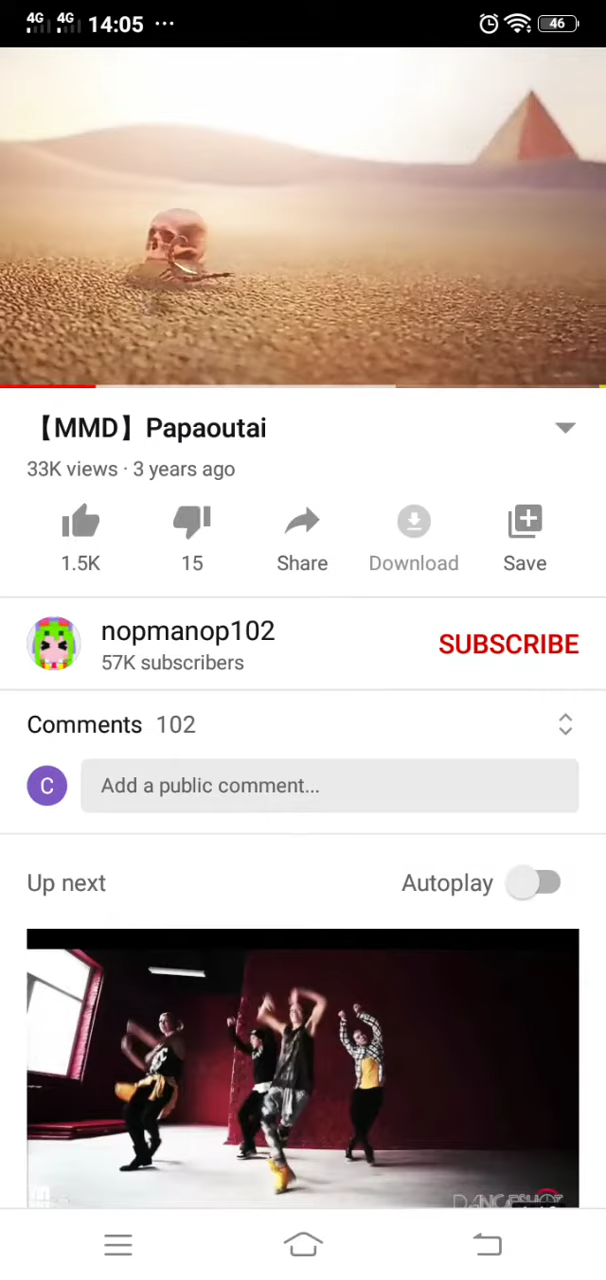 4G 4G 14:05 ... 46
【MMD】Papaoutai
33K views · 3 years ago
1.5K 15 Share Download Save
nopmanop102 SUBSCRIBE
57K subscribers
Comments 102
C Add a public comment...
Up next Autoplay